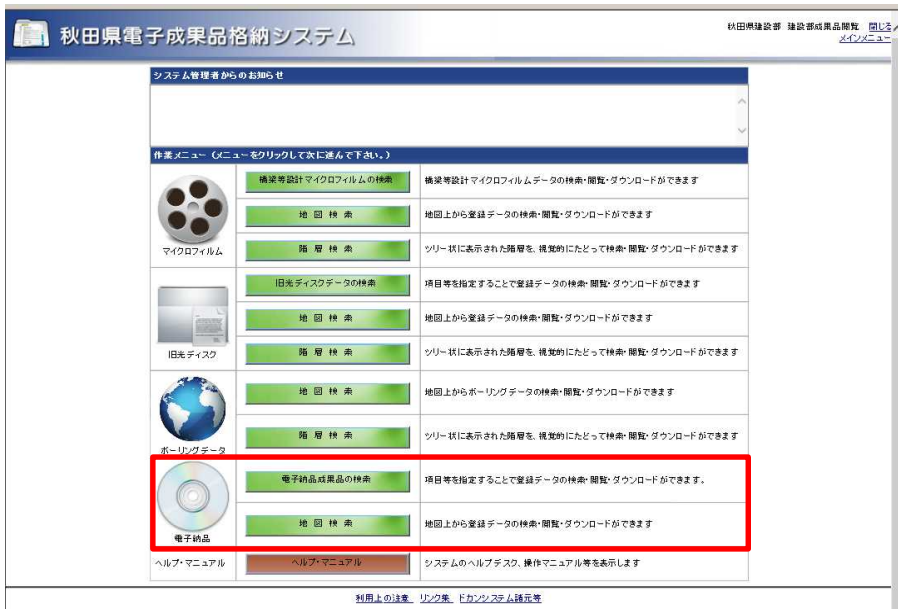 秋田県電子成果品格納システム
秋田県建設部 建設部成果品閲覧 閉じる
メインメニュー
システム管理者からのお知らせ
作業メニュー(メニューをクリックして次に進んで下さい。)
マイクロフィルム
橋梁等設計マイクロフィルムの検索 橋梁等設計マイクロフィルムデータの検索・閲覧・ダウンロードができます
地 図 検 索 地図上から登録データの検索・閲覧・ダウンロードができます
階 層 検 索 ツリー状に表示された階層を、視覚的にたどって検索・閲覧・ダウンロードができます
旧光ディスク
旧光ディスクデータの検索 項目等を指定することで登録データの検索・閲覧・ダウンロードができます
地 図 検 索 地図上から登録データの検索・閲覧・ダウンロードができます
階 層 検 索 ツリー状に表示された階層を、視覚的にたどって検索・閲覧・ダウンロードができます
ボーリングデータ
地 図 検 索 地図上からボーリングデータの検索・閲覧・ダウンロードができます
階 層 検 索 ツリー状に表示された階層を、視覚的にたどって検索・閲覧・ダウンロードができます
電子納品
電子納品成果品の検索 項目等を指定することで登録データの検索・閲覧・ダウンロードができます。
地 図 検 索 地図上から登録データの検索・閲覧・ダウンロードができます
ヘルプ・マニュアル ヘルプ・マニュアル システムのヘルプデスク、操作マニュアル等を表示します
利用上の注意 リンク集 ドカンシステム諸元等